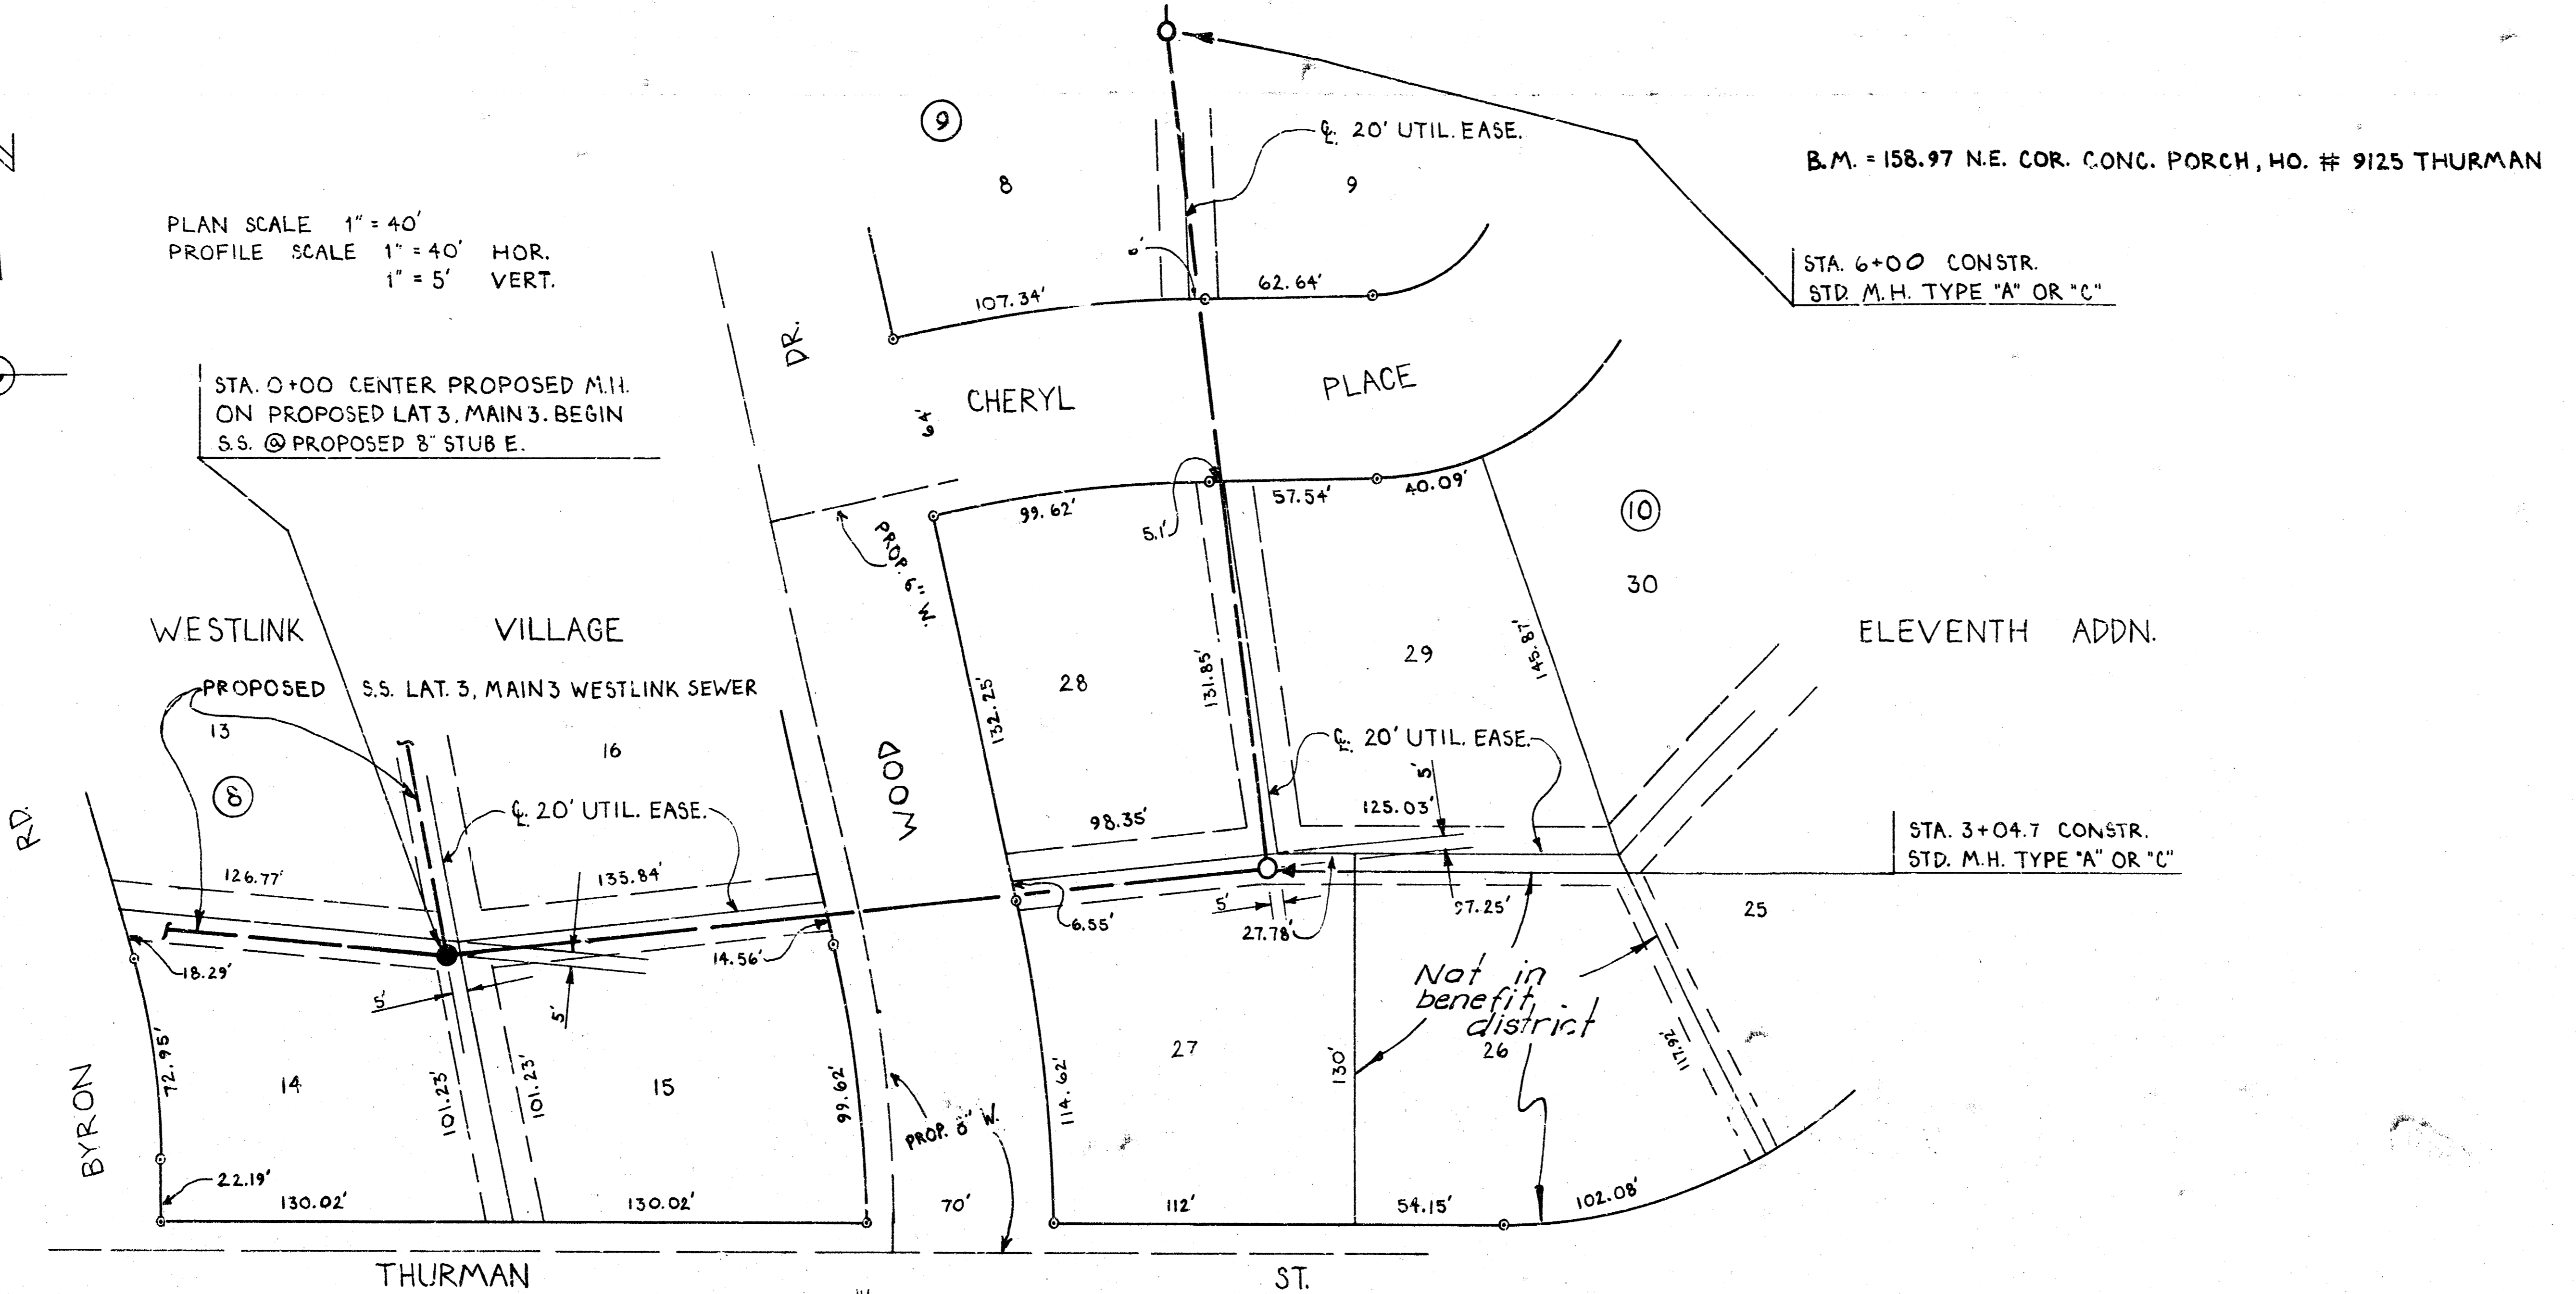 9
8
9
℄ 20' UTIL. EASE.
B.M. = 158.97 N.E. COR. CONC. PORCH, HO. # 9125 THURMAN
PLAN SCALE 1" = 40'
PROFILE SCALE 1" = 40' HOR.
1" = 5' VERT.
STA. 6+00 CONSTR.
STD. M.H. TYPE "A" OR "C"
107.34'
62.64'
DR.
STA. 0+00 CENTER PROPOSED M.H.
ON PROPOSED LAT 3, MAIN 3. BEGIN
S.S. @ PROPOSED 8" STUB E.
64'
CHERYL PLACE
99.62'
5.1'
57.54'
40.09'
PROP. 6" W.
10
30
WESTLINK VILLAGE
ELEVENTH ADDN.
PROPOSED S.S. LAT. 3, MAIN 3 WESTLINK SEWER
13
16
8
28
29
132.25'
131.85'
145.87'
WOOD
℄ 20' UTIL. EASE.
℄ 20' UTIL. EASE.
5'
125.03'
98.35'
RD.
STA. 3+04.7 CONSTR.
STD. M.H. TYPE "A" OR "C"
126.77'
135.84'
18.29'
14.56'
6.55'
5'
27.78'
25
5'
5'
Not in
benefit
district
72.95'
14
101.23'
101.23'
15
99.62'
114.62'
27
130'
26
117.92'
BYRON
PROP. 8" W.
22.19'
130.02'
130.02'
70'
112'
54.15'
102.08'
THURMAN ST.